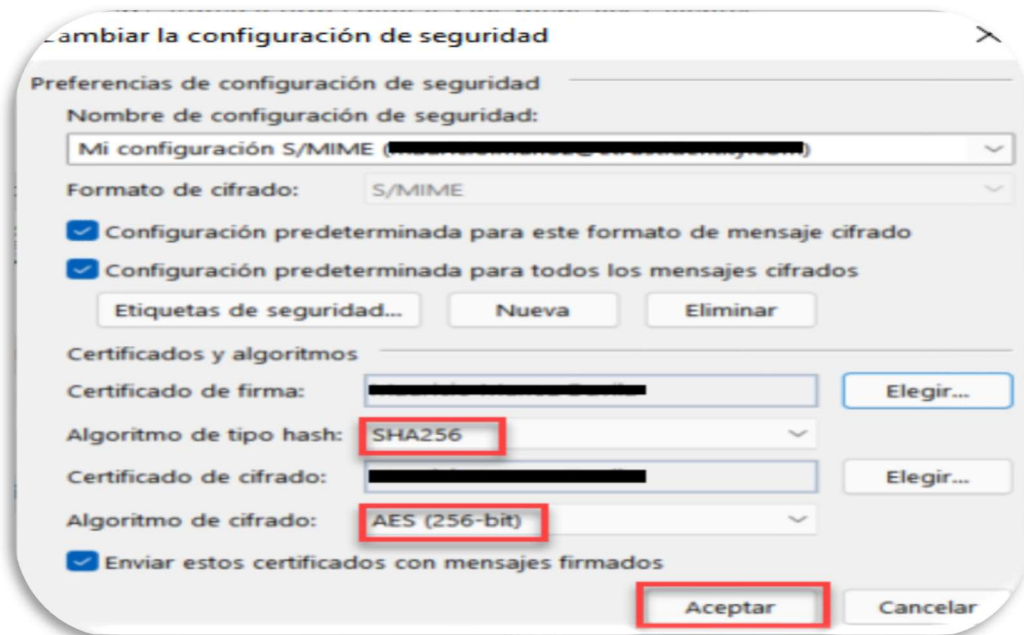 ambiar la configuración de seguridad
Preferencias de configuración de seguridad
Nombre de configuración de seguridad:
Mi configuración S/MIME (
Formato de cifrado: S/MIME
Configuración predeterminada para este formato de mensaje cifrado
Configuración predeterminada para todos los mensajes cifrados
Etiquetas de seguridad... Nueva Eliminar
Certificados y algoritmos
Certificado de firma: Elegir...
Algoritmo de tipo hash: SHA256
Certificado de cifrado: Elegir...
Algoritmo de cifrado: AES (256-bit)
Enviar estos certificados con mensajes firmados
Aceptar Cancelar